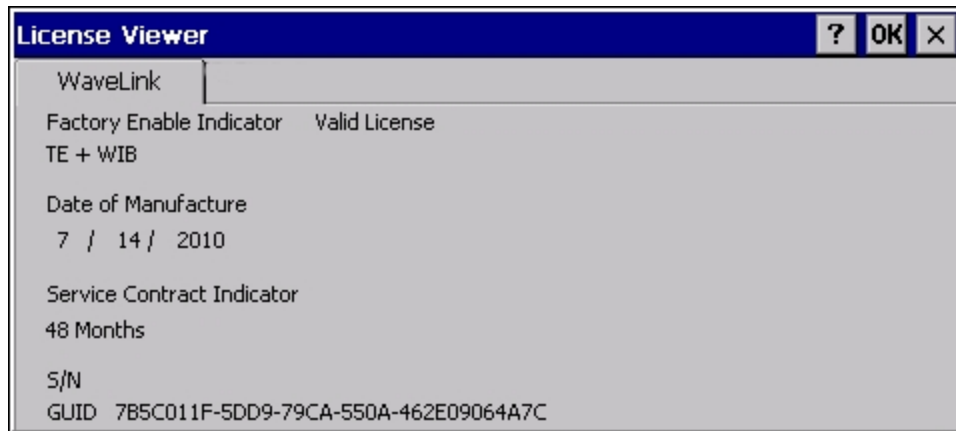 License Viewer ? OK ×
WaveLink
Factory Enable Indicator Valid License
TE + WIB
Date of Manufacture
7 / 14 / 2010
Service Contract Indicator
48 Months
S/N
GUID 7B5C011F-5DD9-79CA-550A-462E09064A7C